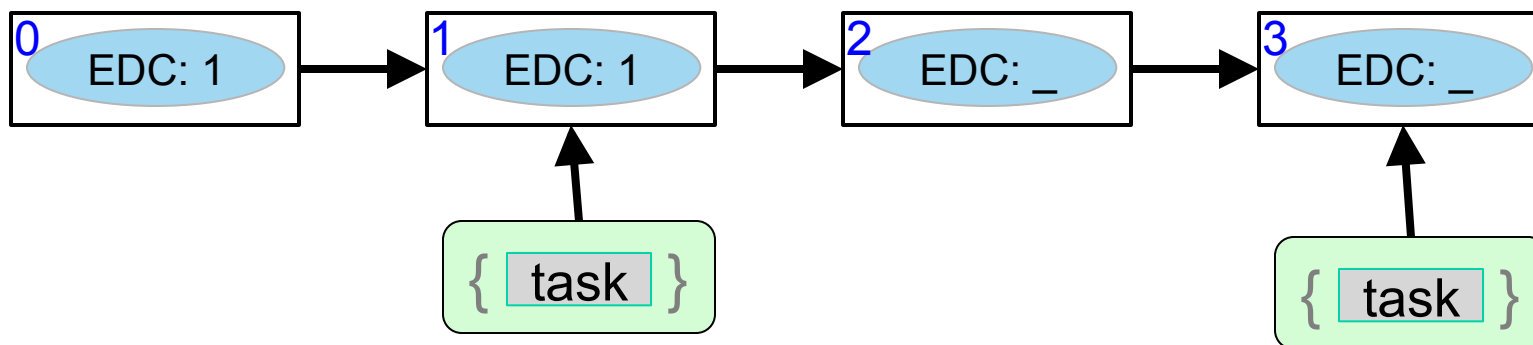 0 EDC: 1
1 EDC: 1
2 EDC: _
3 EDC: _
{ task }
{ task }